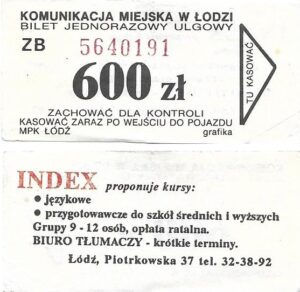 KOMUNIKACJA MIEJSKA W ŁODZI
BILET JEDNORAZOWY ULGOWY
ZB 5640191
600 zł
TU KASOWAĆ
ZACHOWAĆ DLA KONTROLI
KASOWAĆ ZARAZ PO WEJŚCIU DO POJAZDU
MPK ŁÓDŹ grafika
INDEX proponuje kursy:
● językowe
● przygotowawcze do szkół średnich i wyższych
Grupy 9 - 12 osób, opłata ratalna.
BIURO TŁUMACZY - krótkie terminy.
Łódź, Piotrkowska 37 tel. 32-38-92